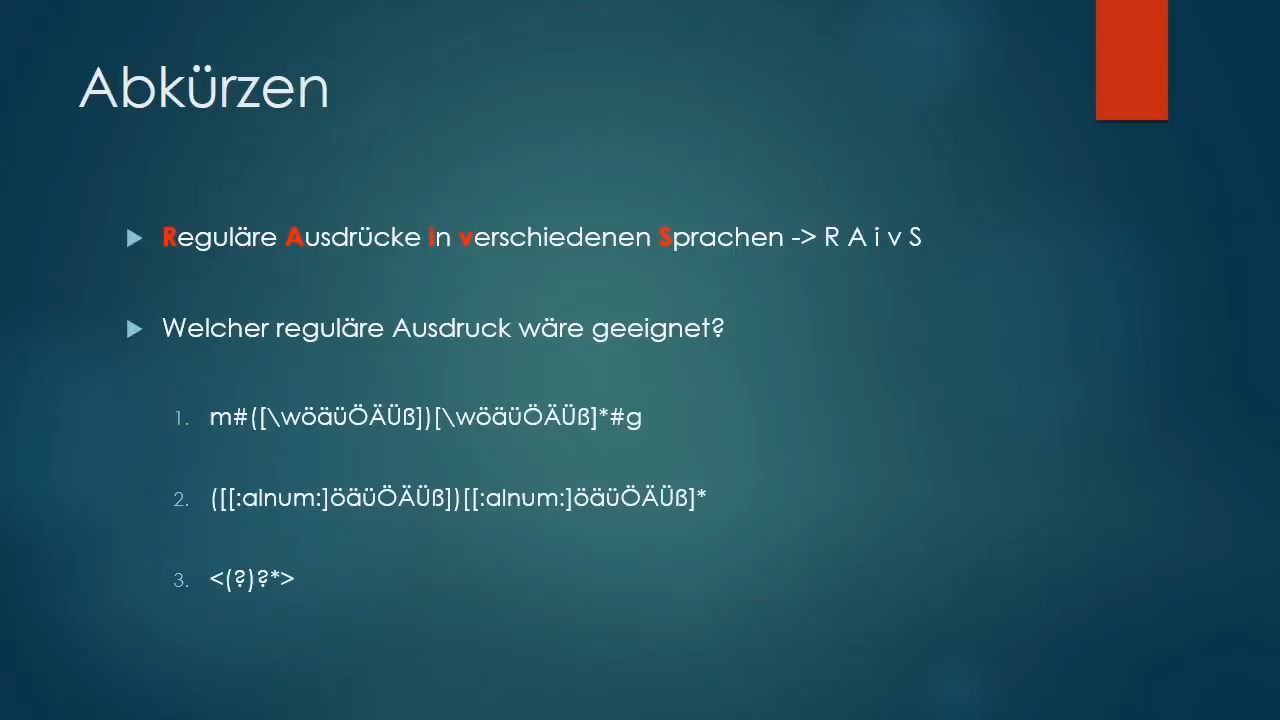 Abkürzen
Reguläre Ausdrücke in verschiedenen Sprachen -> R A i v S
Welcher reguläre Ausdruck wäre geeignet?
1. m#([\wöäüÖÄÜß])[\wöäüÖÄÜß]*#g
2. ([[:alnum:]öäüÖÄÜß])[[:alnum:]öäüÖÄÜß]*
3. <(?)?*>